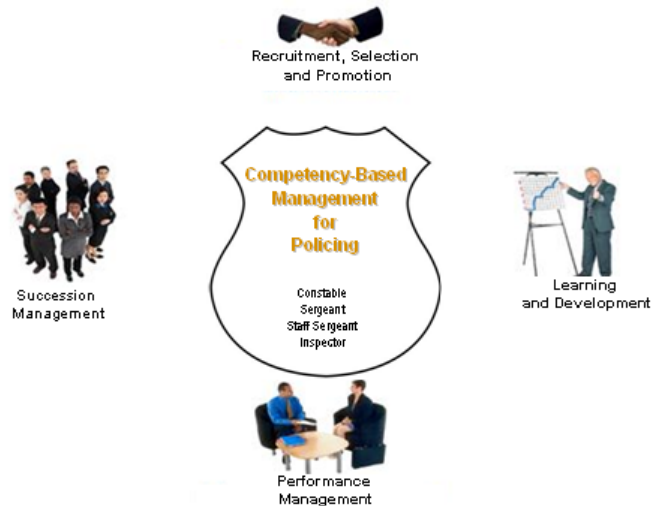 Recruitment, Selection
and Promotion
Competency-Based
Management
for
Policing
Constable
Sergeant
Staff Sergeant
Inspector
Succession
Management
Learning
and Development
Performance
Management